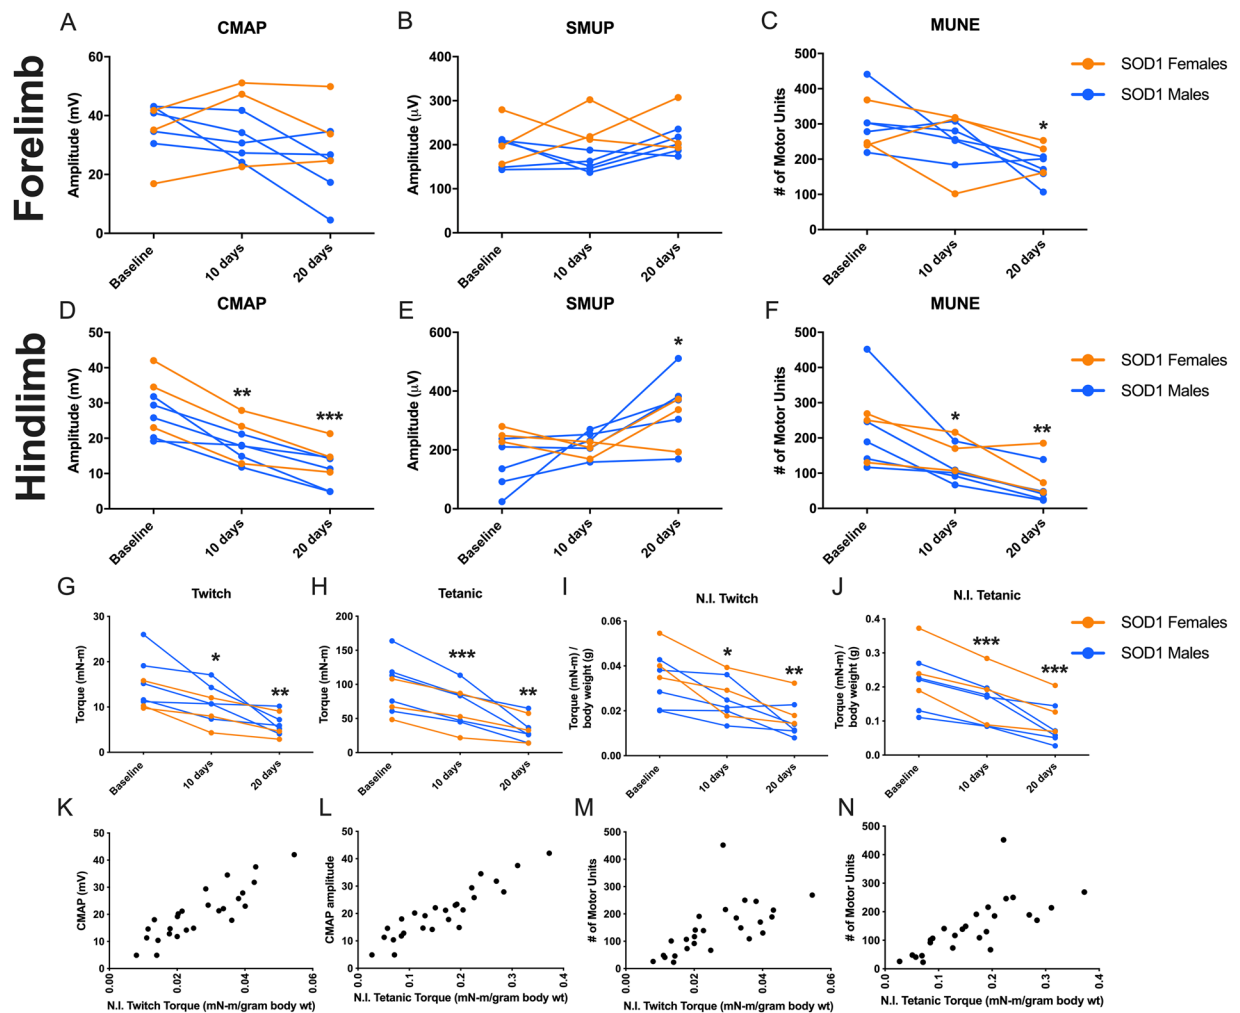 Forelimb
A
CMAP
Amplitude (mV)
60
40
20
0
Baseline
10 days
20 days
B
SMUP
Amplitude (μV)
400
300
200
100
0
Baseline
10 days
20 days
C
MUNE
# of Motor Units
500
400
300
200
100
0
*
Baseline
10 days
20 days
SOD1 Females
SOD1 Males
Hindlimb
D
CMAP
Amplitude (mV)
50
40
30
20
10
0
**
***
Baseline
10 days
20 days
E
SMUP
Amplitude (μV)
600
400
200
0
*
Baseline
10 days
20 days
F
MUNE
# of Motor Units
500
400
300
200
100
0
*
**
Baseline
10 days
20 days
SOD1 Females
SOD1 Males
G
Twitch
Torque (mN-m)
30
20
10
0
*
**
Baseline
10 days
20 days
H
Tetanic
Torque (mN-m)
200
150
100
50
0
***
**
Baseline
10 days
20 days
I
N.I. Twitch
Torque (mN-m) /
body weight (g)
0.06
0.04
0.02
0.00
*
**
Baseline
10 days
20 days
J
N.I. Tetanic
Torque (mN-m) /
body weight (g)
0.4
0.3
0.2
0.1
0.0
***
***
Baseline
10 days
20 days
SOD1 Females
SOD1 Males
K
CMAP (mV)
50
40
30
20
10
0
0.00
0.02
0.04
0.06
N.I. Twitch Torque (mN-m/gram body wt)
L
CMAP amplitude
50
40
30
20
10
0
0.0
0.1
0.2
0.3
0.4
N.I. Tetanic Torque (mN-m/gram body wt)
M
# of Motor Units
500
400
300
200
100
0
0.00
0.02
0.04
0.06
N.I. Twitch Torque (mN-m/gram body wt)
N
# of Motor Units
500
400
300
200
100
0
0.0
0.1
0.2
0.3
0.4
N.I. Tetanic Torque (mN-m/gram body wt)